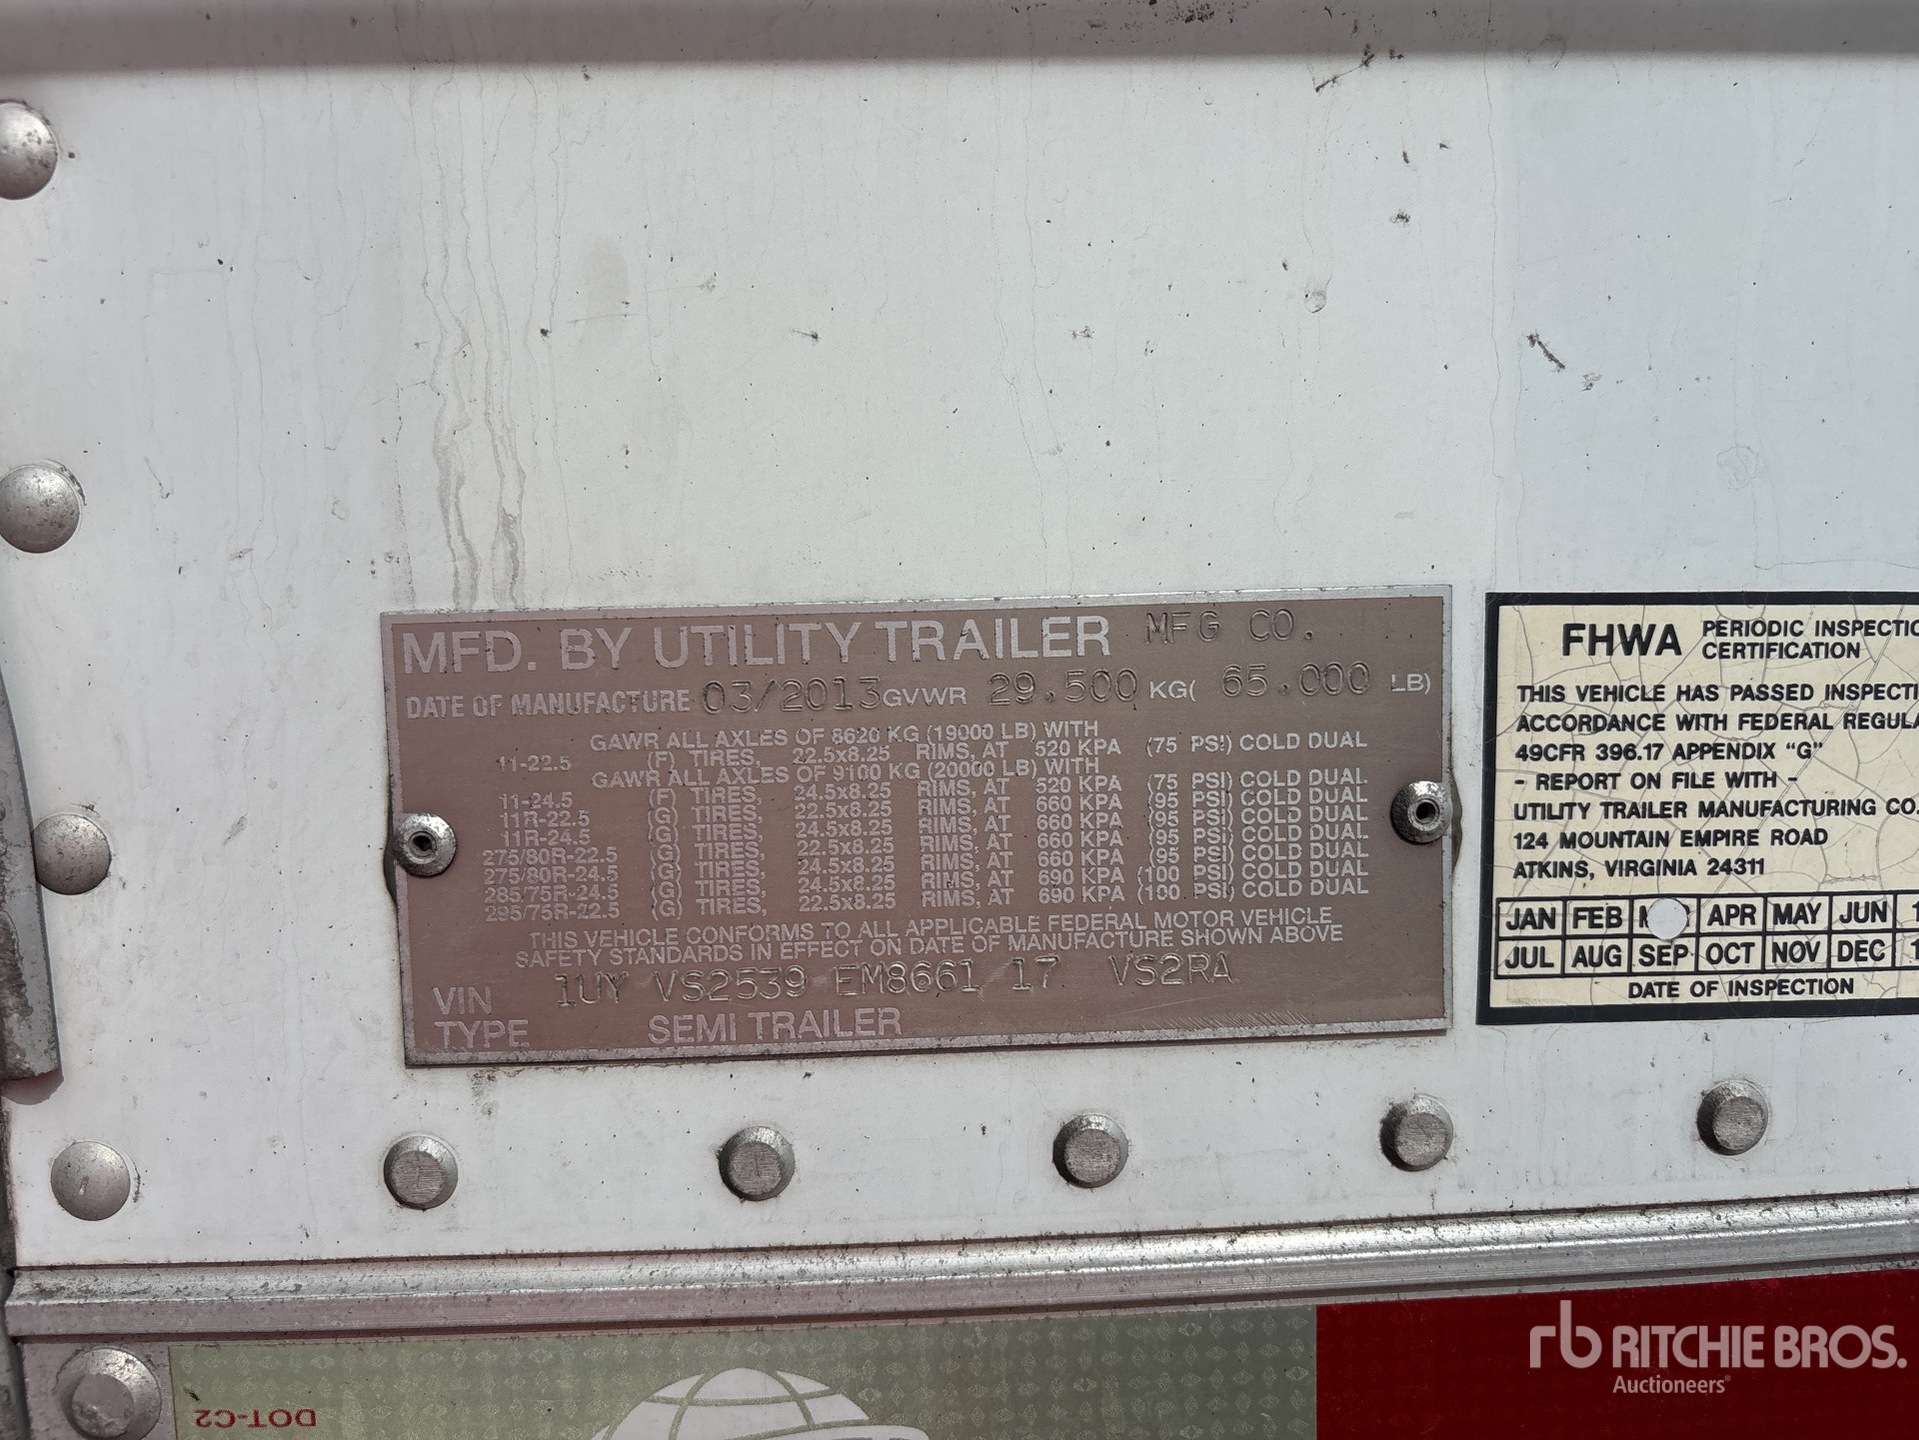 MFD. BY UTILITY TRAILER MFG CO.
DATE OF MANUFACTURE 03/2013 GVWR 29.500 KG( 65.000 LB)
GAWR ALL AXLES OF 8620 KG (19000 LB) WITH
11-22.5 (F) TIRES, 22.5x8.25 RIMS, AT 520 KPA (75 PSI) COLD DUAL
GAWR ALL AXLES OF 9100 KG (20000 LB) WITH
11-24.5 (F) TIRES, 24.5x8.25 RIMS, AT 520 KPA (75 PSI) COLD DUAL
11R-22.5 (G) TIRES, 22.5x8.25 RIMS, AT 660 KPA (95 PSI) COLD DUAL
11R-24.5 (G) TIRES, 24.5x8.25 RIMS, AT 660 KPA (95 PSI) COLD DUAL
275/80R-22.5 (G) TIRES, 22.5x8.25 RIMS, AT 660 KPA (95 PSI) COLD DUAL
275/80R-24.5 (G) TIRES, 24.5x8.25 RIMS, AT 660 KPA (95 PSI) COLD DUAL
285/75R-24.5 (G) TIRES, 24.5x8.25 RIMS, AT 690 KPA (100 PSI) COLD DUAL
295/75R-22.5 (G) TIRES, 22.5x8.25 RIMS, AT 690 KPA (100 PSI) COLD DUAL
THIS VEHICLE CONFORMS TO ALL APPLICABLE FEDERAL MOTOR VEHICLE
SAFETY STANDARDS IN EFFECT ON DATE OF MANUFACTURE SHOWN ABOVE
VIN 1UY VS2539 EM8661 17 VS2RA
TYPE SEMI TRAILER
FHWA PERIODIC INSPECTIO
CERTIFICATION
THIS VEHICLE HAS PASSED INSPECTI
ACCORDANCE WITH FEDERAL REGULA
49CFR 396.17 APPENDIX "G"
- REPORT ON FILE WITH -
UTILITY TRAILER MANUFACTURING CO.
124 MOUNTAIN EMPIRE ROAD
ATKINS, VIRGINIA 24311
JAN FEB APR MAY JUN 1
JUL AUG SEP OCT NOV DEC 1
DATE OF INSPECTION
DOT-C2
rb RITCHIE BROS.
Auctioneers